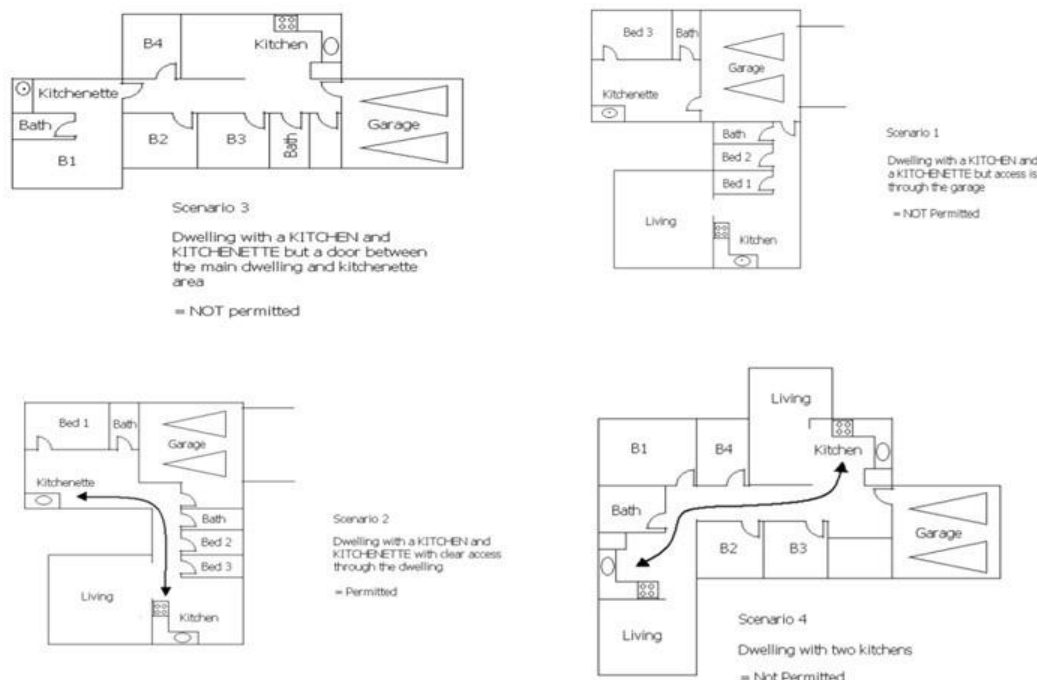 B4
Kitchen
Kitchenette
Bath
B1
B2
B3
Bath
Garage
Scenario 3
Dwelling with a KITCHEN and
KITCHENETTE but a door between
the main dwelling and kitchenette
area
= NOT permitted
Bed 3
Bath
Garage
Kitchenette
Bath
Bed 2
Bed 1
Living
Kitchen
Scenario 1
Dwelling with a KITCHEN and
a KITCHENETTE but access is
through the garage
= NOT Permitted
Bed 1
Bath
Garage
Kitchenette
Bath
Bed 2
Bed 3
Living
Kitchen
Scenario 2
Dwelling with a KITCHEN and
KITCHENETTE with clear access
through the dwelling
= Permitted
Living
B1
B4
Kitchen
Bath
B2
B3
Garage
Living
Scenario 4
Dwelling with two kitchens
= Not Permitted